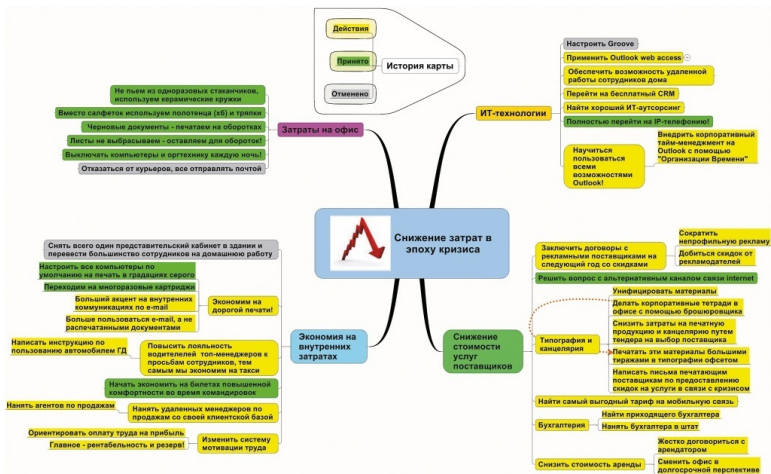 Действия
Принято
Отменено
История карты
Не пьем из одноразовых стаканчиков,
используем керамические кружки
Вместо салфеток используем полотенца (хб) и тряпки
Черновые документы - печатаем на оборотках
Листы не выбрасываем - оставляем для обороток!
Выключать компьютеры и оргтехнику каждую ночь!
Отказаться от курьеров, все отправлять почтой
Затраты на офис
ИТ-технологии
Настроить Groove
Применить Outlook web access
Обеспечить возможность удаленной
работы сотрудников дома
Перейти на бесплатный CRM
Найти хороший ИТ-аутсорсинг
Полностью перейти на IP-телефонию!
Научиться
пользоваться
всеми
возможностями
Outlook!
Внедрить корпоративный
тайм-менеджмент на
Outlook с помощью
"Организации Времени"
Снижение затрат в
эпоху кризиса
Снять всего один представительский кабинет в здании и
перевести большинство сотрудников на домашнюю работу
Настроить все компьютеры по
умолчанию на печать в градациях серого
Переходим на многоразовые картриджи
Больший акцент на внутренних
коммуникациях по e-mail
Больше пользоваться e-mail, а не
распечатанными документами
Экономим на
дорогой печати!
Написать инструкцию по
пользованию автомобилем ГД
Повысить лояльность
водителей топ-менеджеров к
просьбам сотрудников, тем
самым мы экономим на такси
Начать экономить на билетах повышенной
комфортности во время командировок
Нанять агентов по продажам
Нанять удаленных менеджеров по
продажам со своей клиентской базой
Ориентировать оплату труда на прибыль
Главное - рентабельность и резерв!
Изменить систему
мотивации труда
Экономия на
внутренних
затратах
Снижение
стоимости
услуг
поставщиков
Заключить договоры с
рекламными поставщиками на
следующий год со скидками
Сократить
непрофильную рекламу
Добиться скидок от
рекламодателей
Решить вопрос с альтернативным каналом связи internet
Типография и
канцелярия
Унифицировать материалы
Делать корпоративные тетради в
офисе с помощью брошюровщика
Снизить затраты на печатную
продукцию и канцелярию путем
тендера на выбор поставщика
Печатать эти материалы большими
тиражами в типографии офсетом
Написать письма печатающим
поставщикам по предоставлению
скидок на услуги в связи с кризисом
Найти самый выгодный тариф на мобильную связь
Бухгалтерия
Найти приходящего бухгалтера
Нанять бухгалтера в штат
Снизить стоимость аренды
Жестко договориться с
арендатором
Сменить офис в
долгосрочной перспективе